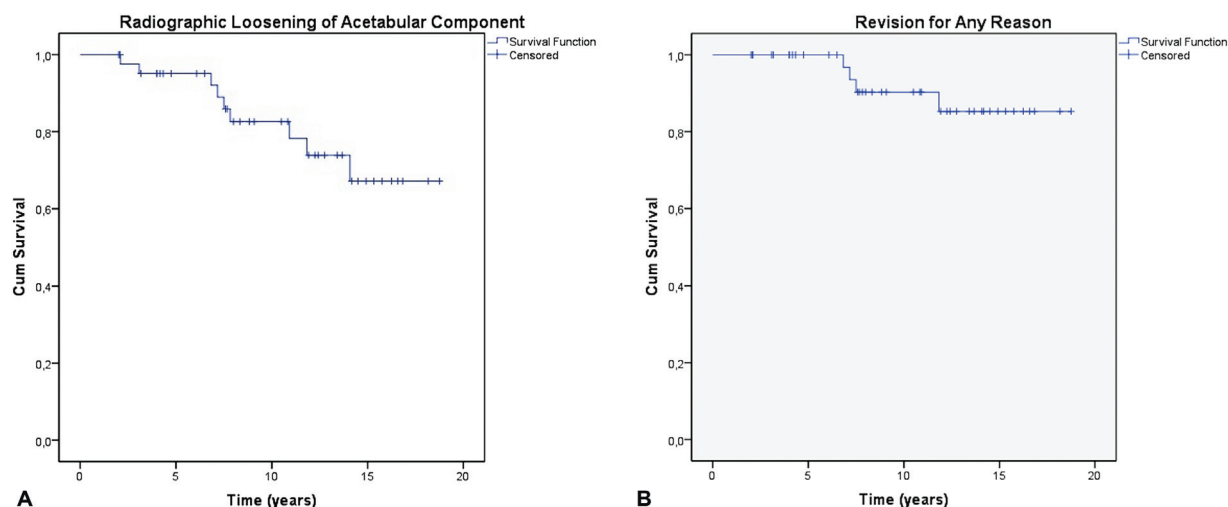 Radiographic Loosening of Acetabular Component
Survival Function
Censored
1,0
0,8
0,6
0,4
0,2
0,0
Cum Survival
0 5 10 15 20
Time (years)
A
Revision for Any Reason
Survival Function
Censored
1,0
0,8
0,6
0,4
0,2
0,0
Cum Survival
0 5 10 15 20
Time (years)
B